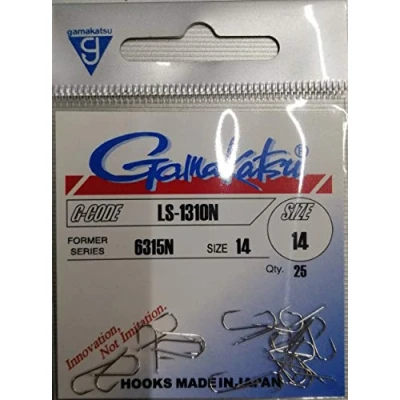 gamakatsu
g
Gamakatsu®
G-CODE LS-1310N SIZE
FORMER SERIES 6315N SIZE 14 14
Qty. 25
Innovation,
Not Imitation.
HOOKS MADE IN JAPAN